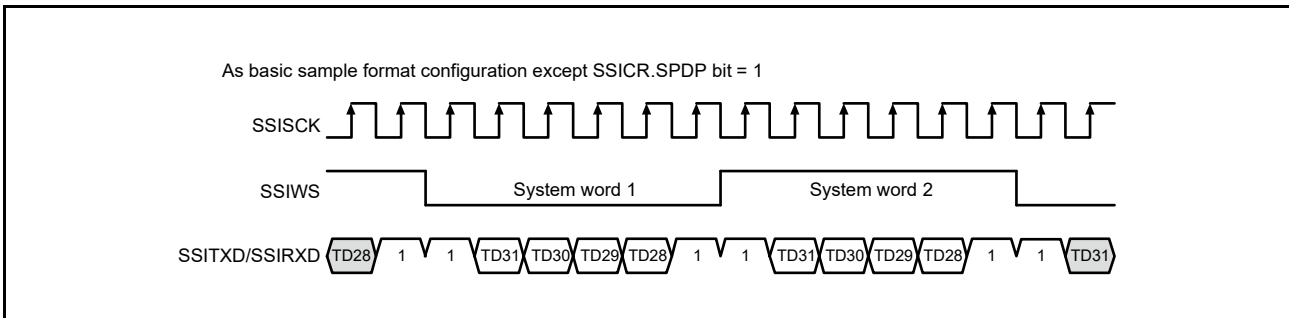 As basic sample format configuration except SSICR.SPDP bit = 1
SSISCK
SSIWS System word 1 System word 2
SSITXD/SSIRXD TD28 1 1 TD31 TD30 TD29 TD28 1 1 TD31 TD30 TD29 TD28 1 1 TD31